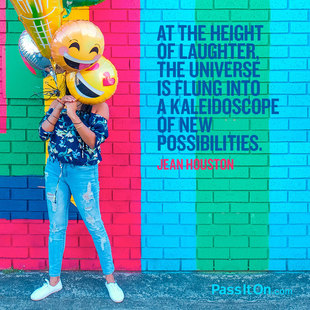 AT THE HEIGHT
OF LAUGHTER,
THE UNIVERSE
IS FLUNG INTO
A KALEIDOSCOPE
OF NEW
POSSIBILITIES.
JEAN HOUSTON
PassItOn.com